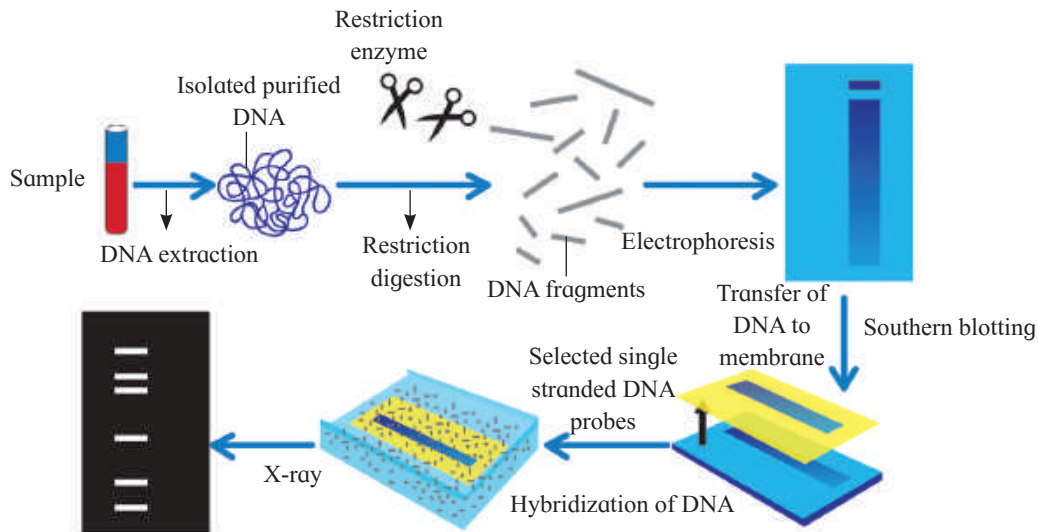 Restriction
enzyme
Isolated purified
DNA
Sample
DNA extraction
Restriction
digestion
DNA fragments
Electrophoresis
Transfer of
DNA to
membrane
Southern blotting
Selected single
stranded DNA
probes
Hybridization of DNA
X-ray